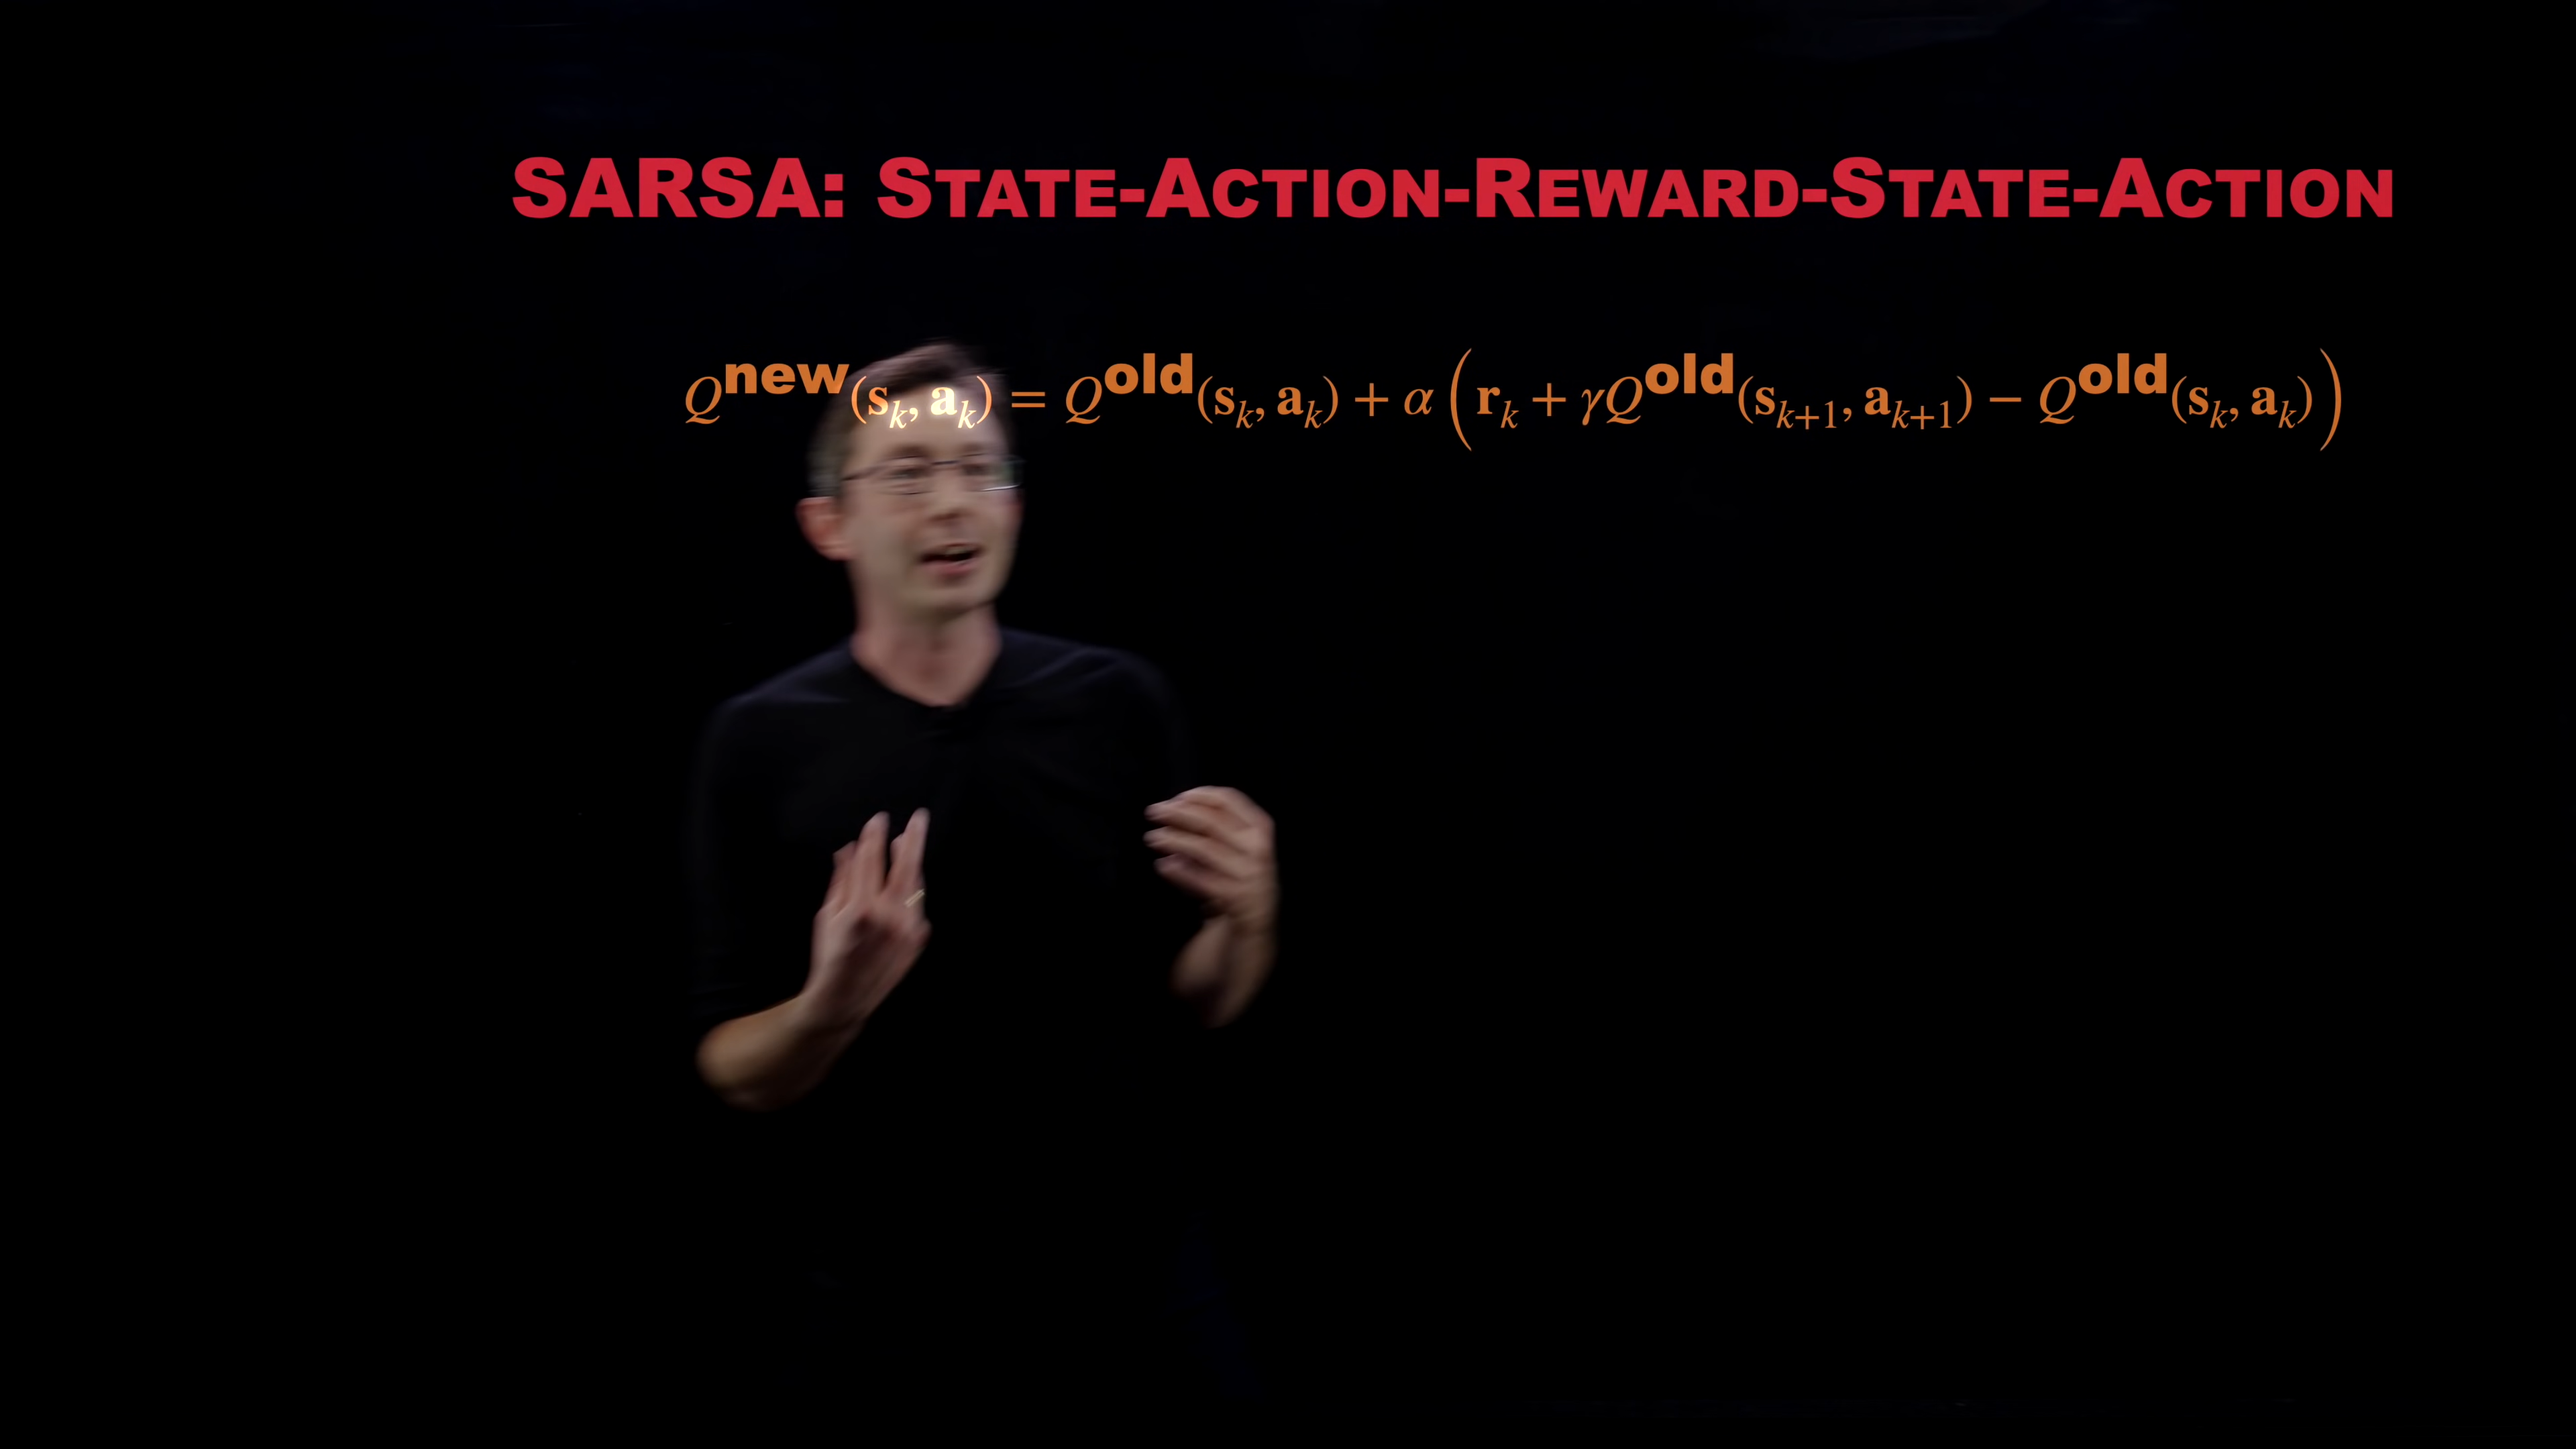 SARSA: STATE-ACTION-REWARD-STATE-ACTION
Q^new(s_k, a_k) = Q^old(s_k, a_k) + α(r_k + γQ^old(s_{k+1}, a_{k+1}) − Q^old(s_k, a_k))